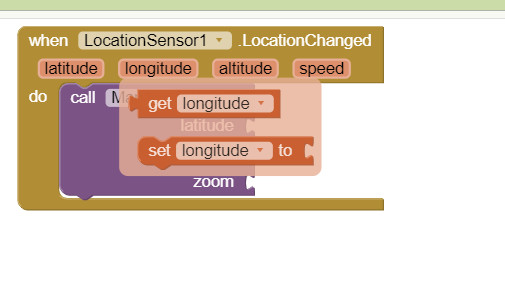 when LocationSensor1 .LocationChanged
latitude longitude altitude speed
do call
get longitude
latitude
set longitude to
zoom